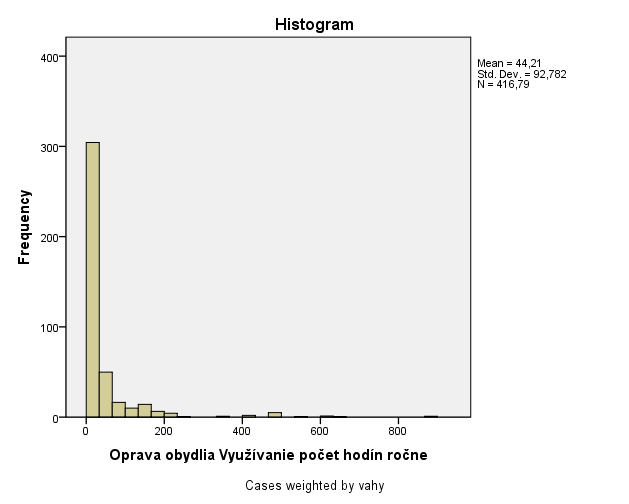 Histogram
Mean = 44,21
Std. Dev. = 92,782
N = 416,79
400
300
200
100
0
Frequency
0 200 400 600 800
Oprava obydlia Využívanie počet hodín ročne
Cases weighted by vahy